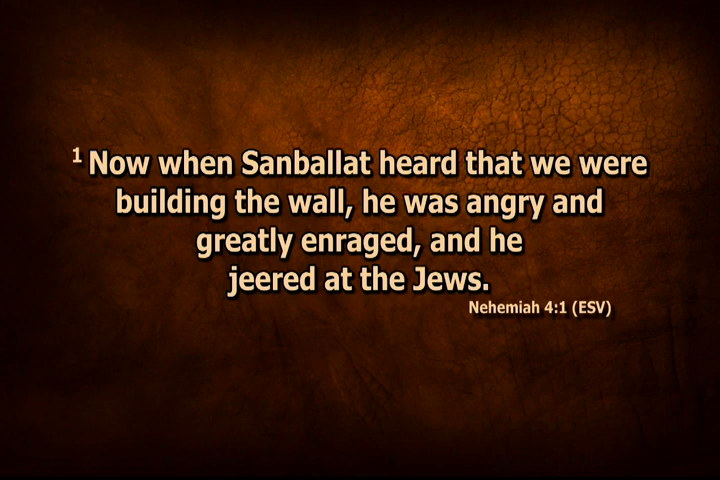 1 Now when Sanballat heard that we were
building the wall, he was angry and
greatly enraged, and he
jeered at the Jews.
Nehemiah 4:1 (ESV)